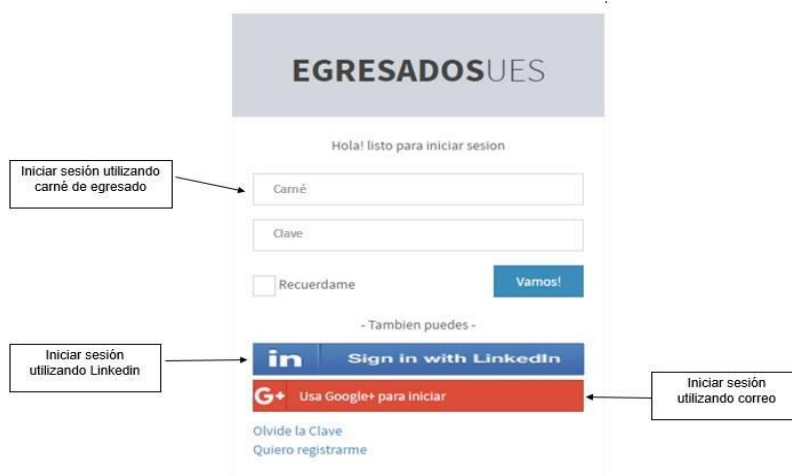 EGRESADOSUES
Hola! listo para iniciar sesion
Iniciar sesión utilizando
carné de egresado
Carné
Clave
Recuerdame
Vamos!
- Tambien puedes -
Iniciar sesión
utilizando Linkedin
in Sign in with LinkedIn
G+ Usa Google+ para iniciar
Iniciar sesión
utilizando correo
Olvide la Clave
Quiero registrarme